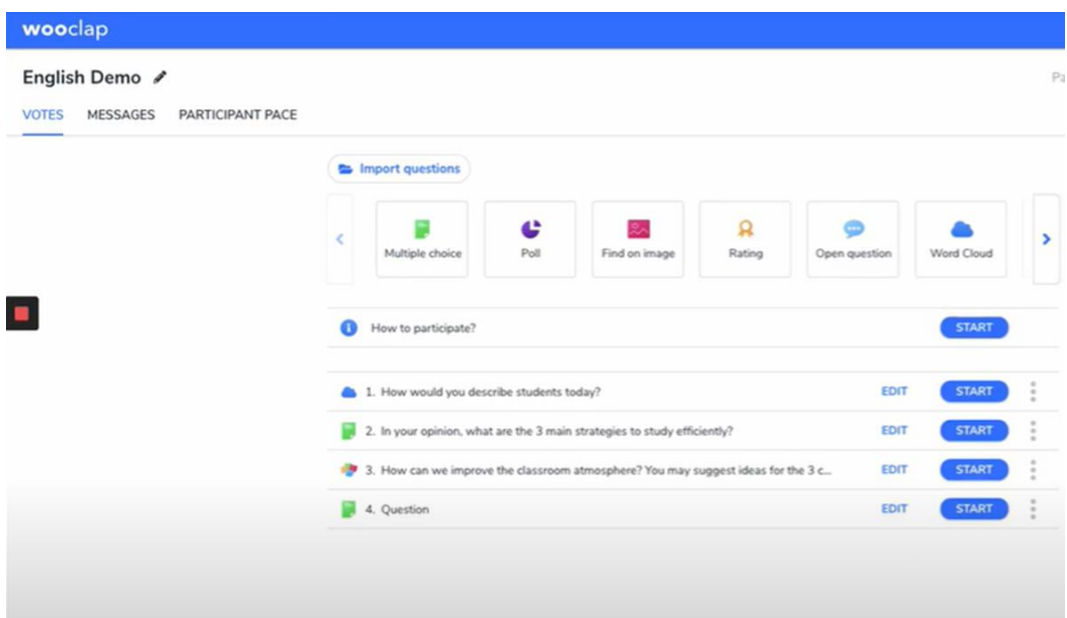 wooclap
English Demo
Pa
VOTES MESSAGES PARTICIPANT PACE
Import questions
Multiple choice Poll Find on image Rating Open question Word Cloud
How to participate? START
1. How would you describe students today? EDIT START
2. In your opinion, what are the 3 main strategies to study efficiently? EDIT START
3. How can we improve the classroom atmosphere? You may suggest ideas for the 3 c... EDIT START
4. Question EDIT START